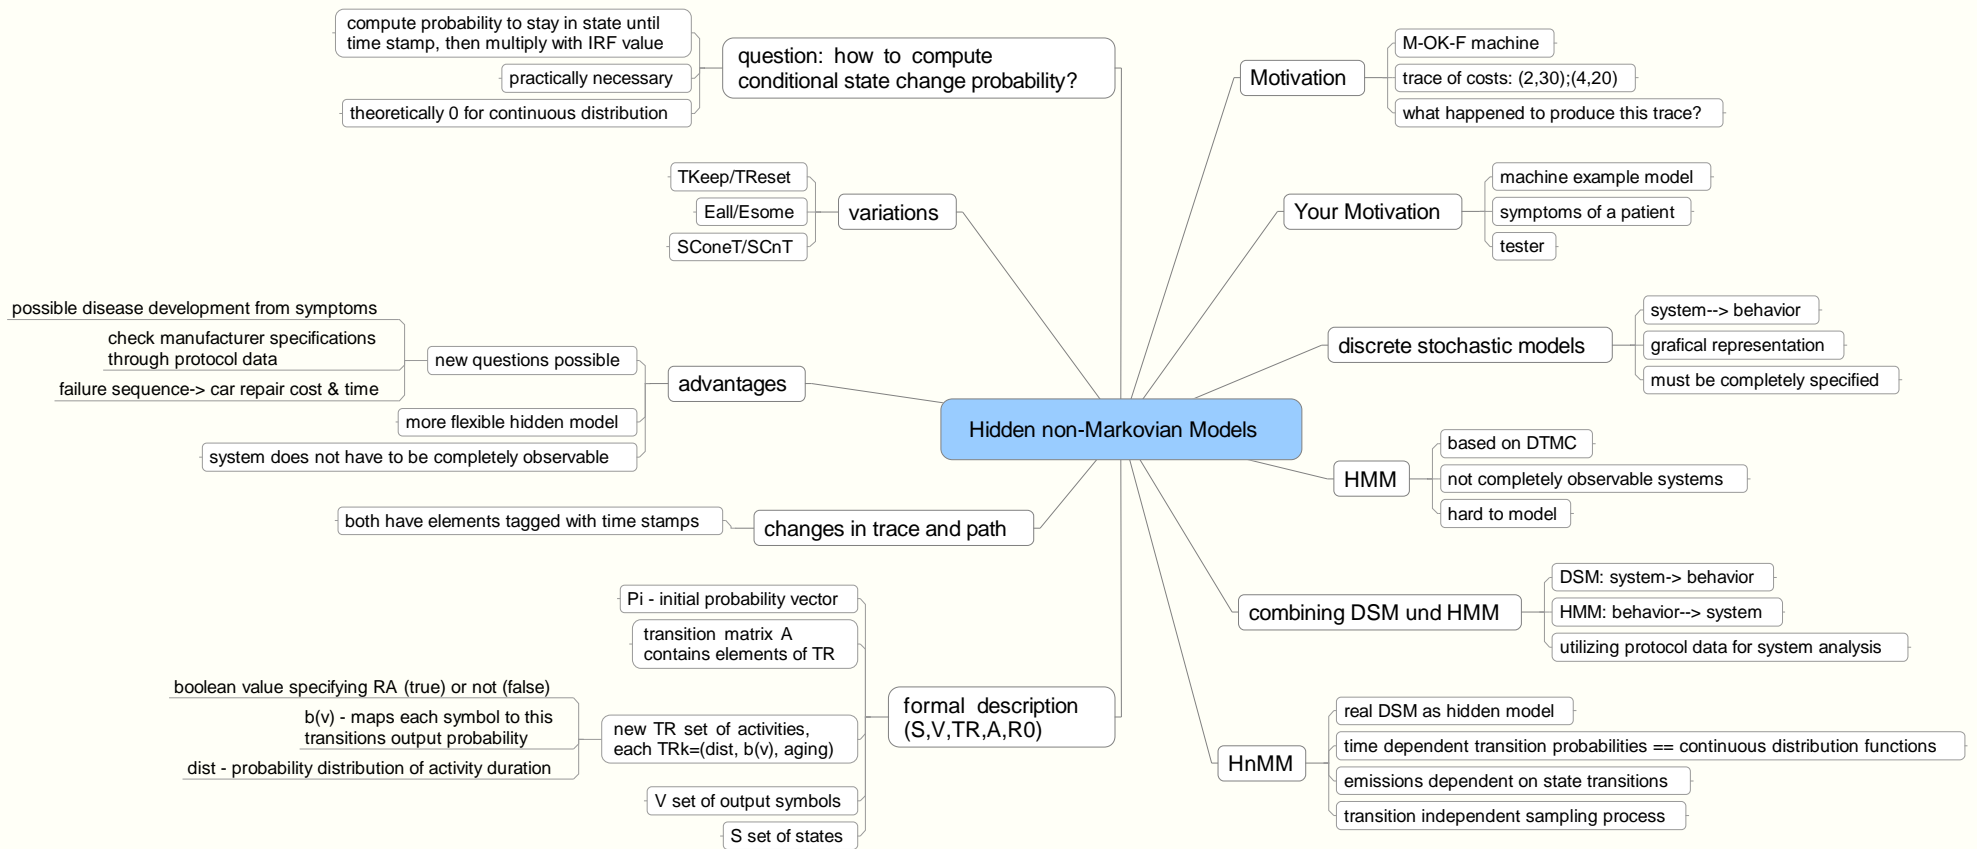 Hidden non-Markovian Models
Motivation
M-OK-F machine
trace of costs: (2,30);(4,20)
what happened to produce this trace?
Your Motivation
machine example model
symptoms of a patient
tester
discrete stochastic models
system--> behavior
grafical representation
must be completely specified
HMM
based on DTMC
not completely observable systems
hard to model
combining DSM und HMM
DSM: system-> behavior
HMM: behavior--> system
utilizing protocol data for system analysis
HnMM
real DSM as hidden model
time dependent transition probabilities == continuous distribution functions
emissions dependent on state transitions
transition independent sampling process
question: how to compute
conditional state change probability?
compute probability to stay in state until
time stamp, then multiply with IRF value
practically necessary
theoretically 0 for continuous distribution
variations
TKeep/TReset
Eall/Esome
SConeT/SCnT
advantages
new questions possible
possible disease development from symptoms
check manufacturer specifications
through protocol data
failure sequence-> car repair cost & time
more flexible hidden model
system does not have to be completely observable
changes in trace and path
both have elements tagged with time stamps
formal description
(S,V,TR,A,R0)
Pi - initial probability vector
transition matrix A
contains elements of TR
new TR set of activities,
each TRk=(dist, b(v), aging)
boolean value specifying RA (true) or not (false)
b(v) - maps each symbol to this
transitions output probability
dist - probability distribution of activity duration
V set of output symbols
S set of states